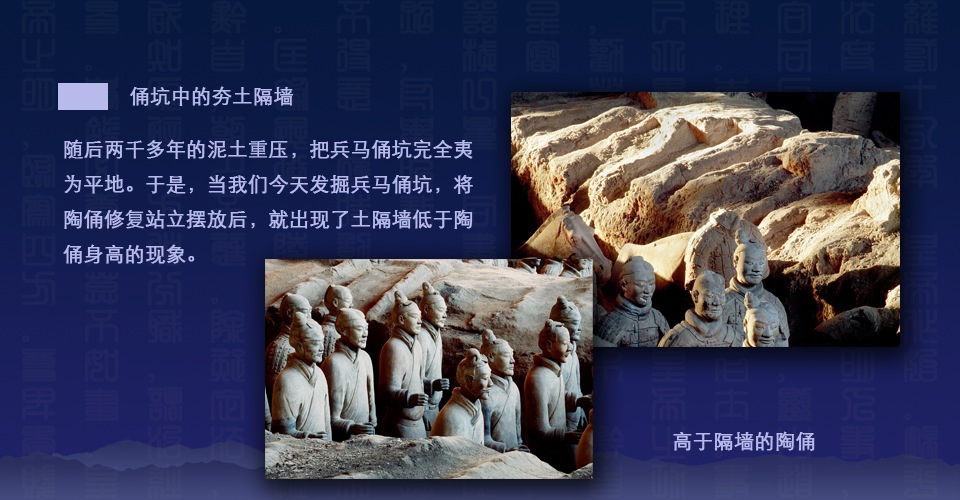 俑坑中的夯土隔墙
随后两千多年的泥土重压，把兵马俑坑完全夷
为平地。于是，当我们今天发掘兵马俑坑，将
陶俑修复站立摆放后，就出现了土隔墙低于陶
俑身高的现象。
高于隔墙的陶俑